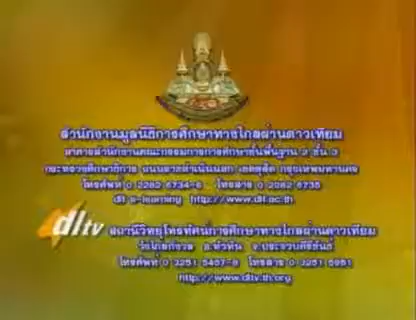 สำนักงานมูลนิธิการศึกษาทางไกลผ่านดาวเทียม
อาคารสำนักงานคณะกรรมการการศึกษาขั้นพื้นฐาน 3 ชั้น 3
กระทรวงศึกษาธิการ ถนนราชดำเนินนอก เขตดุสิต กรุงเทพมหานคร
โทรศัพท์ 0 2282 6734-6 โทรสาร 0 2282 6735
dlf e-learning http://www.dlf.ac.th
dltv สถานีวิทยุโทรทัศน์การศึกษาทางไกลผ่านดาวเทียม
วังไกลกังวล อ.หัวหิน จ.ประจวบคีรีขันธ์
โทรศัพท์ 0 3251 5457-8 โทรสาร 0 3251 5951
http://www.dltv.th.org